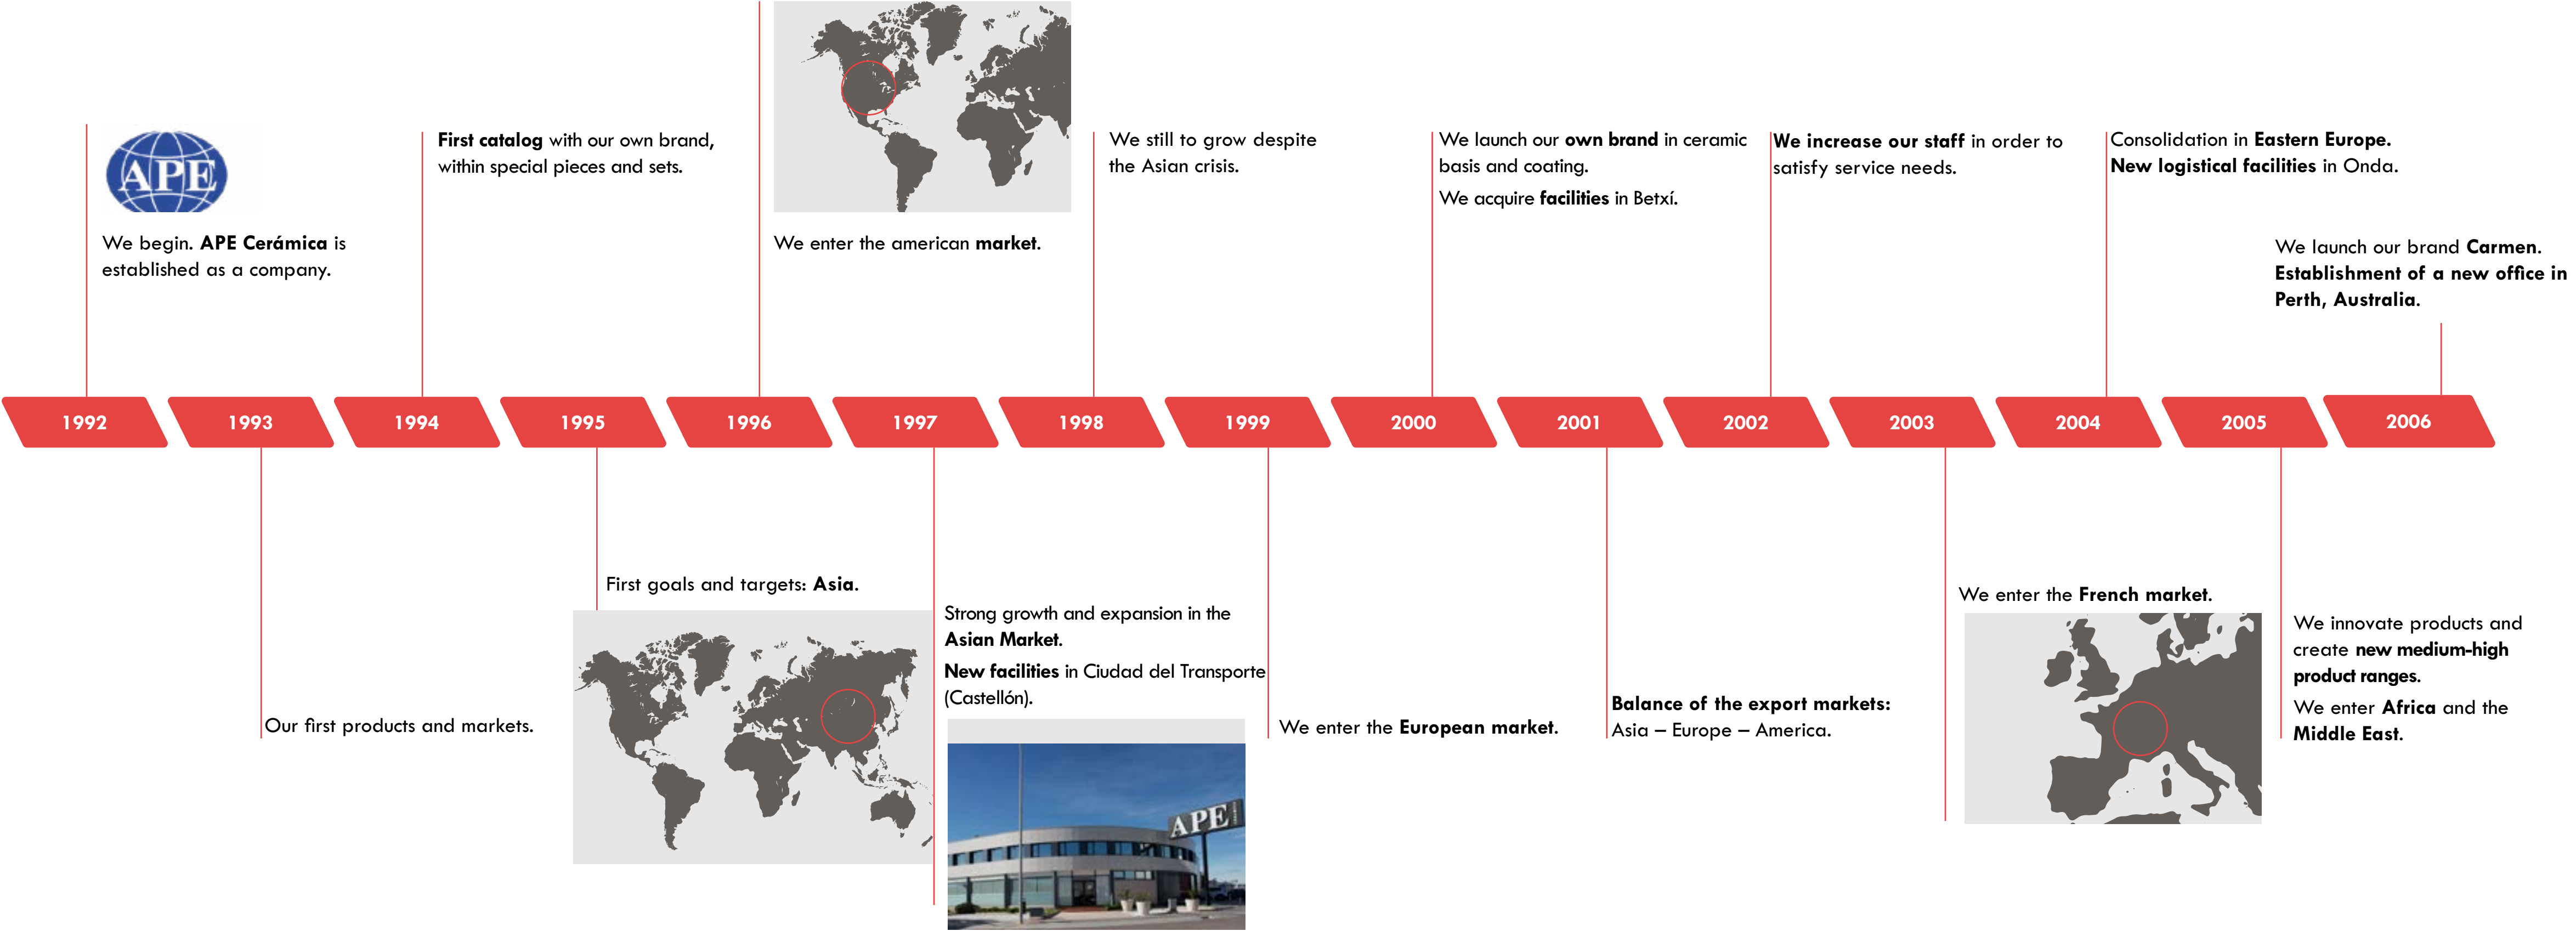 APE
We begin. APE Cerámica is
established as a company.
First catalog with our own brand,
within special pieces and sets.
We enter the american market.
We still to grow despite
the Asian crisis.
We launch our own brand in ceramic
basis and coating.
We acquire facilities in Betxí.
We increase our staff in order to
satisfy service needs.
Consolidation in Eastern Europe.
New logistical facilities in Onda.
We launch our brand Carmen.
Establishment of a new office in
Perth, Australia.
1992
1993
1994
1995
1996
1997
1998
1999
2000
2001
2002
2003
2004
2005
2006
Our first products and markets.
First goals and targets: Asia.
Strong growth and expansion in the
Asian Market.
New facilities in Ciudad del Transporte
(Castellón).
APE
We enter the European market.
Balance of the export markets:
Asia – Europe – America.
We enter the French market.
We innovate products and
create new medium-high
product ranges.
We enter Africa and the
Middle East.